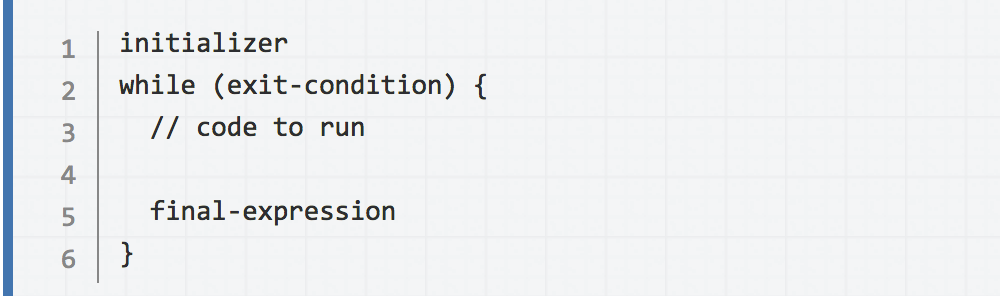 1 initializer
2 while (exit-condition) {
3   // code to run
4
5   final-expression
6 }